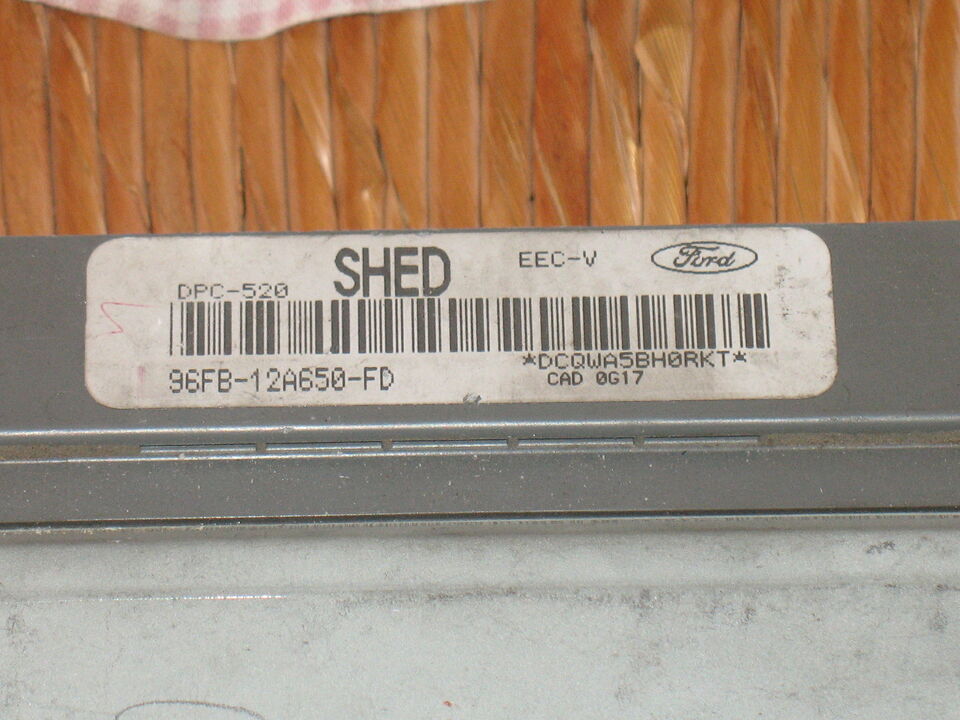 SHED EEC-V Ford
DPC-520
*DCQWA5BH0RKT*
96FB-12A650-FD CAD 0G17